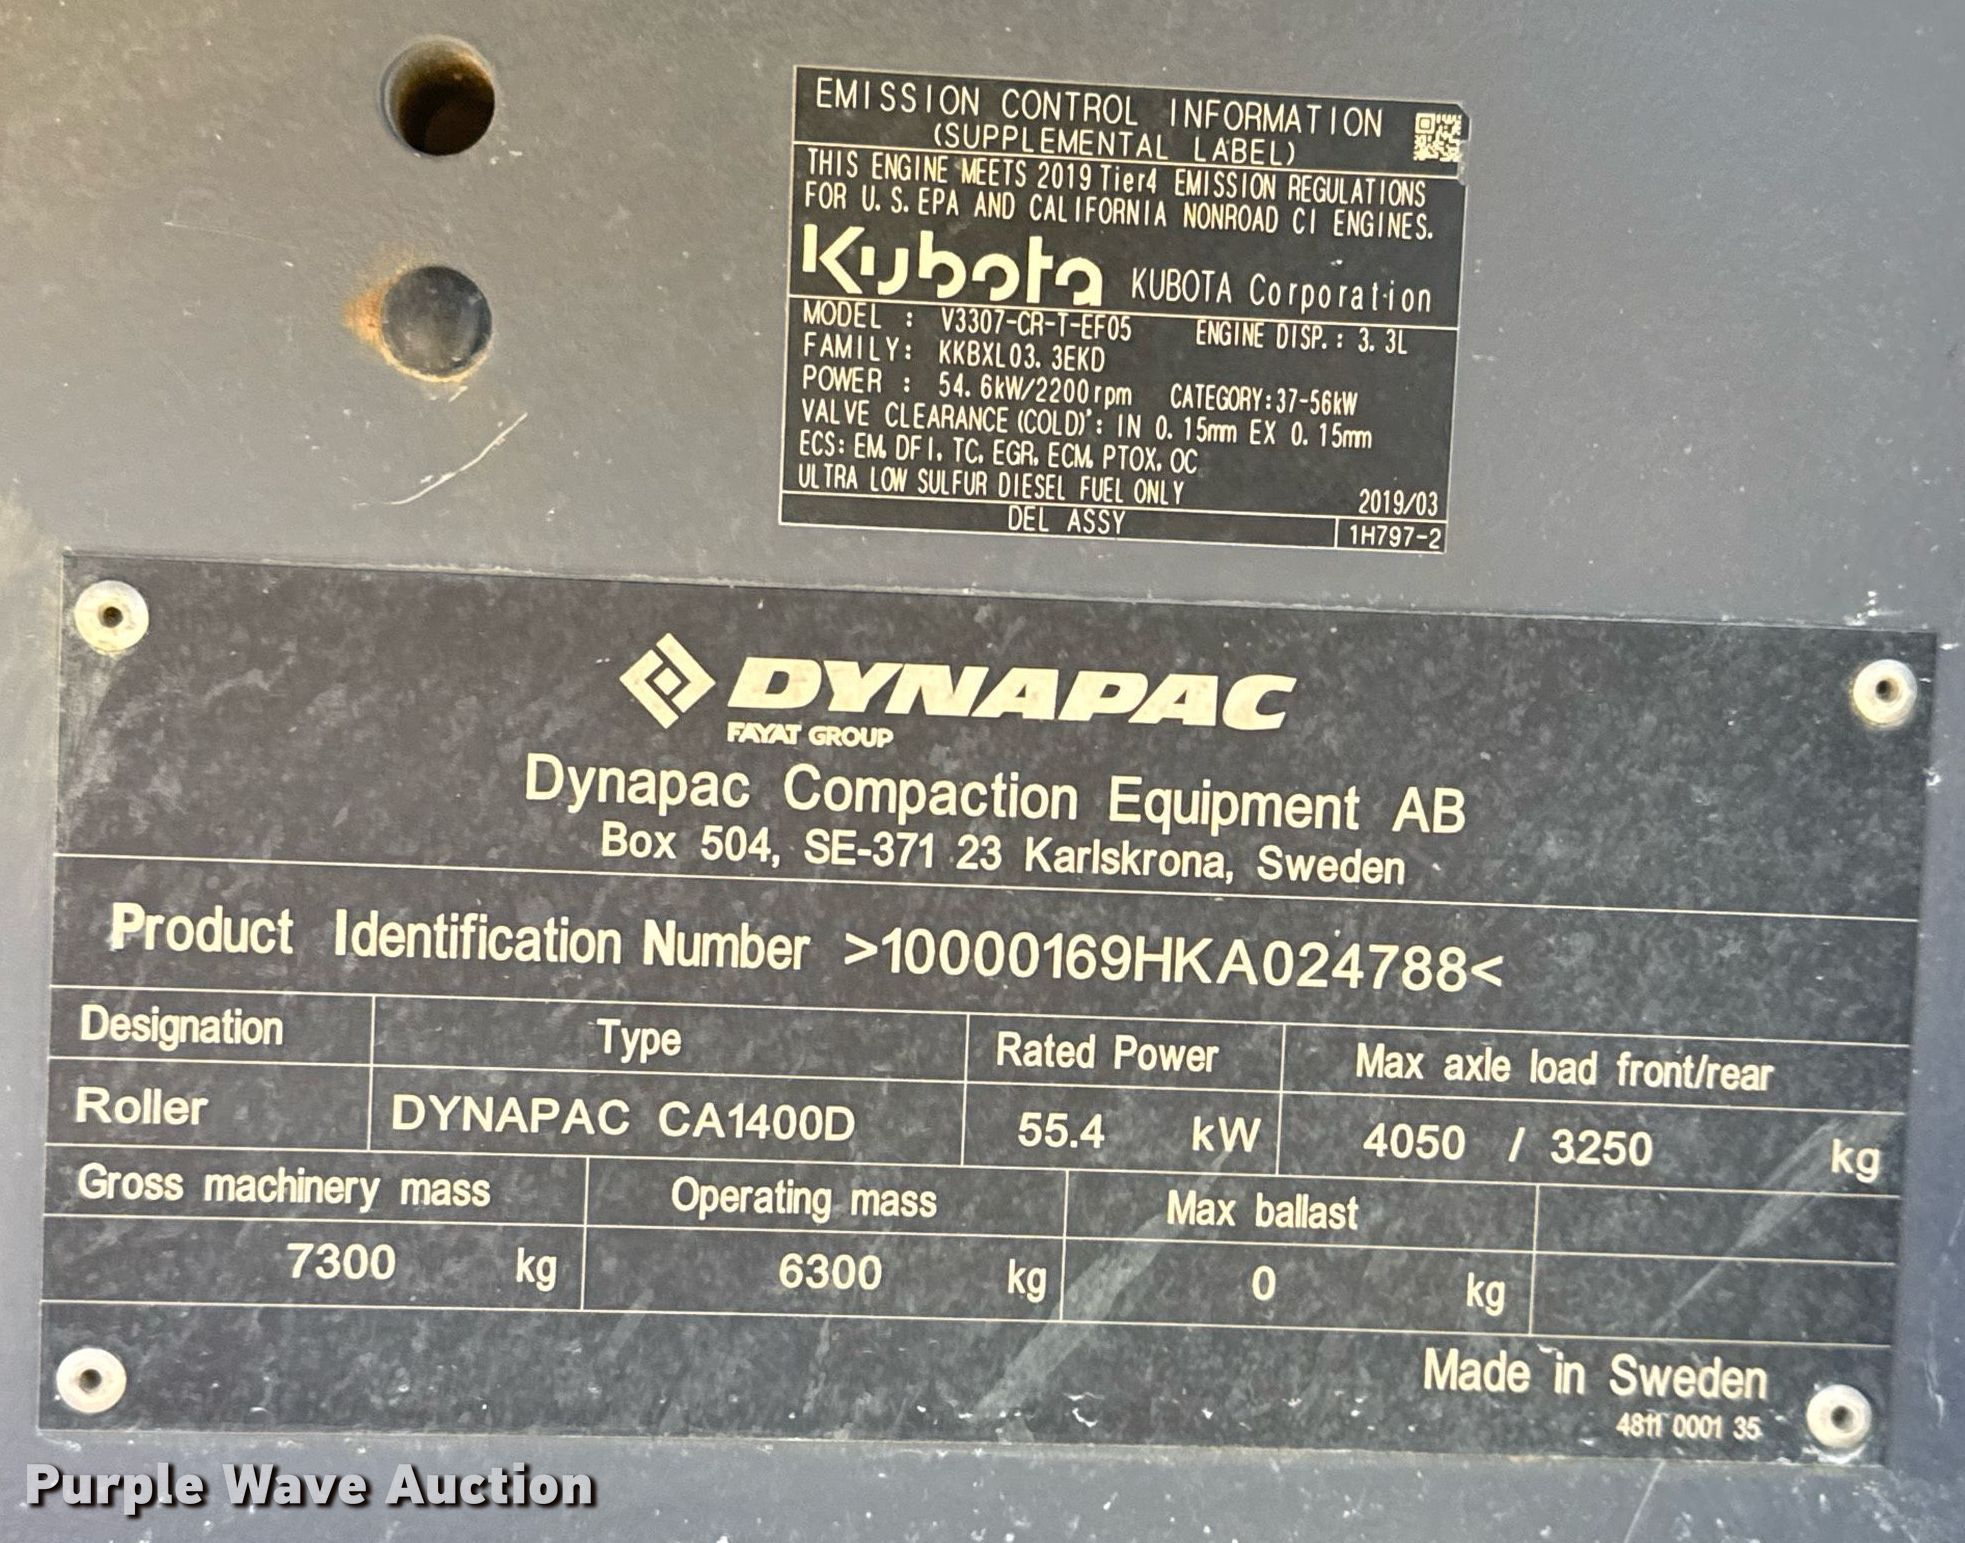 EMISSION CONTROL INFORMATION
(SUPPLEMENTAL LABEL)
THIS ENGINE MEETS 2019 Tier4 EMISSION REGULATIONS
FOR U.S.EPA AND CALIFORNIA NONROAD CI ENGINES.
Kubota KUBOTA Corporation
MODEL : V3307-CR-T-EF05 ENGINE DISP.: 3.3L
FAMILY: KKBXL03.3EKD
POWER : 54.6kW/2200rpm CATEGORY:37-56kW
VALVE CLEARANCE(COLD): IN 0.15mm EX 0.15mm
ECS: EM, DFI, TC, EGR, ECM, PTOX, OC
ULTRA LOW SULFUR DIESEL FUEL ONLY 2019/03
DEL ASSY 1H797-2
DYNAPAC
FAYAT GROUP
Dynapac Compaction Equipment AB
Box 504, SE-371 23 Karlskrona, Sweden
Product Identification Number >10000169HKA024788<
Designation Type Rated Power Max axle load front/rear
Roller DYNAPAC CA1400D 55.4 kW 4050 / 3250 kg
Gross machinery mass Operating mass Max ballast
7300 kg 6300 kg 0 kg
Made in Sweden
4811 0001 35
Purple Wave Auction